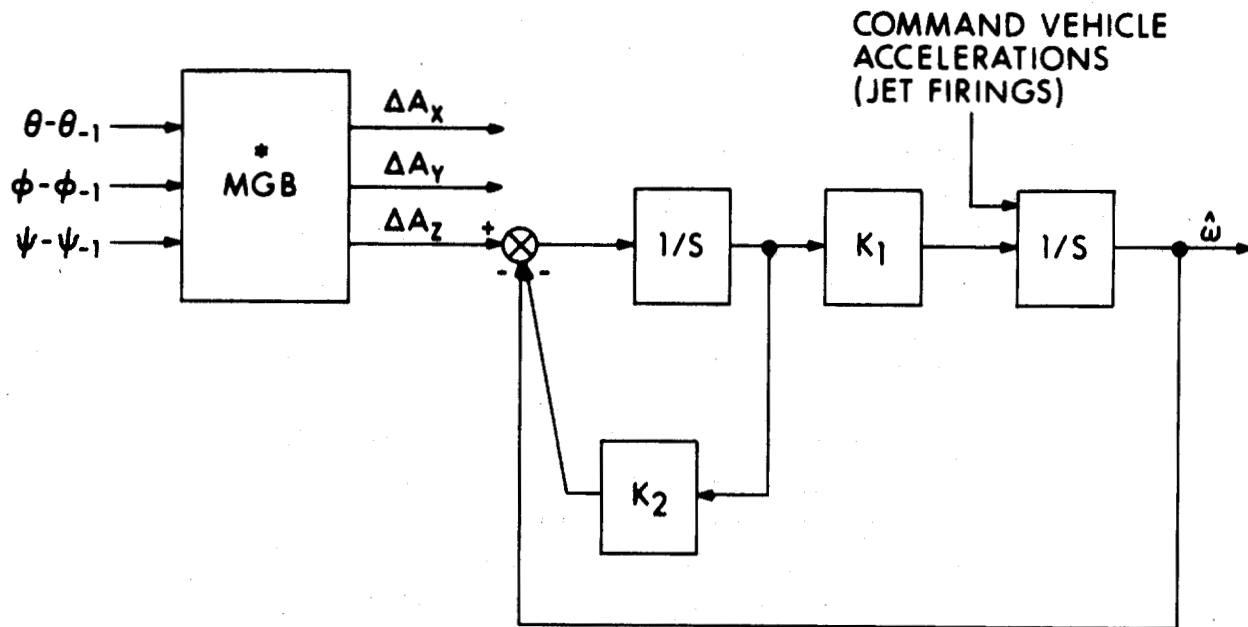 COMMAND VEHICLE
ACCELERATIONS
(JET FIRINGS)
θ-θ₋₁
ϕ-ϕ₋₁
ψ-ψ₋₁
*
MGB
ΔAₓ
ΔAY
ΔAZ
+
- -
1/S
K₁
1/S
ω̂
K₂